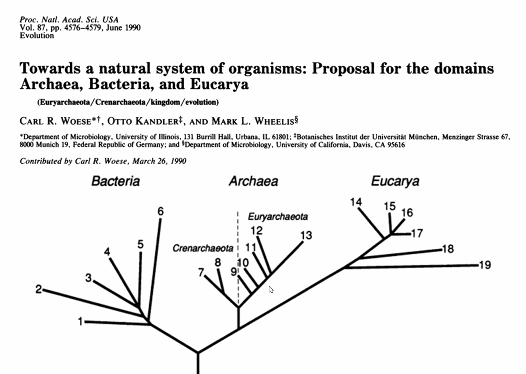 Proc. Natl. Acad. Sci. USA
Vol. 87, pp. 4576-4579, June 1990
Evolution
Towards a natural system of organisms: Proposal for the domains
Archaea, Bacteria, and Eucarya
(Euryarchaeota/Crenarchaeota/kingdom/evolution)
CARL R. WOESE*†, OTTO KANDLER‡, AND MARK L. WHEELIS§
*Department of Microbiology, University of Illinois, 131 Burrill Hall, Urbana, IL 61801; ‡Botanisches Institut der Universität München, Menzinger Strasse 67,
8000 Munich 19, Federal Republic of Germany; and §Department of Microbiology, University of California, Davis, CA 95616
Contributed by Carl R. Woese, March 26, 1990
Bacteria Archaea Eucarya
6 Euryarchaeota 14 15 16
12 13 17
4 5 Crenarchaeota 11 18
3 7 8 9 10 19
2
1